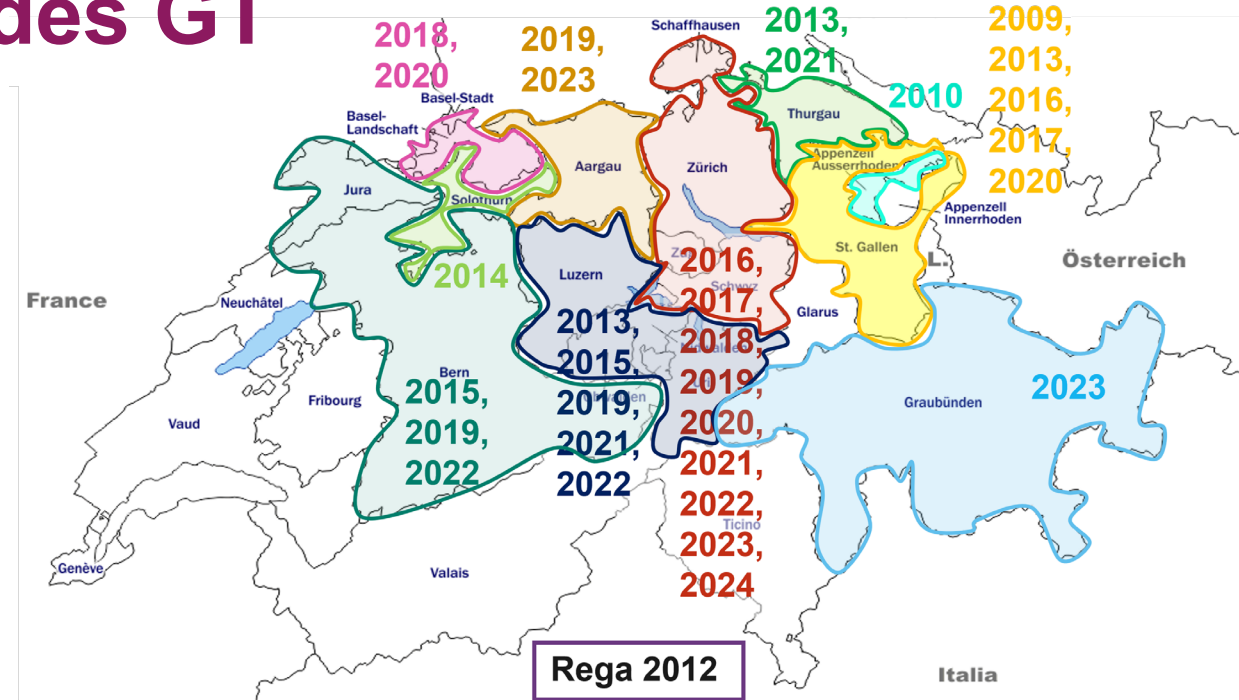 des GT
2018,
2020
2019,
2023
Schaffhausen
2013,
2021
2009,
2013,
2016,
2017,
2020
2010
Basel-Stadt
Basel-
Landschaft
Thurgau
Appenzell
Ausserrhoden
Aargau
Zürich
Jura
Solothurn
Appenzell
Innerrhoden
St. Gallen
L.
Österreich
France
2014
Luzern
Schwyz
Neuchâtel
Glarus
2016,
2017,
2018,
2019,
2020,
2021,
2022,
2023,
2024
2013,
2015,
2019,
2021,
2022
Bern
2015,
2019,
2022
Fribourg
Obwalden
Graubünden
2023
Vaud
Ticino
Genève
Valais
Rega 2012
Italia